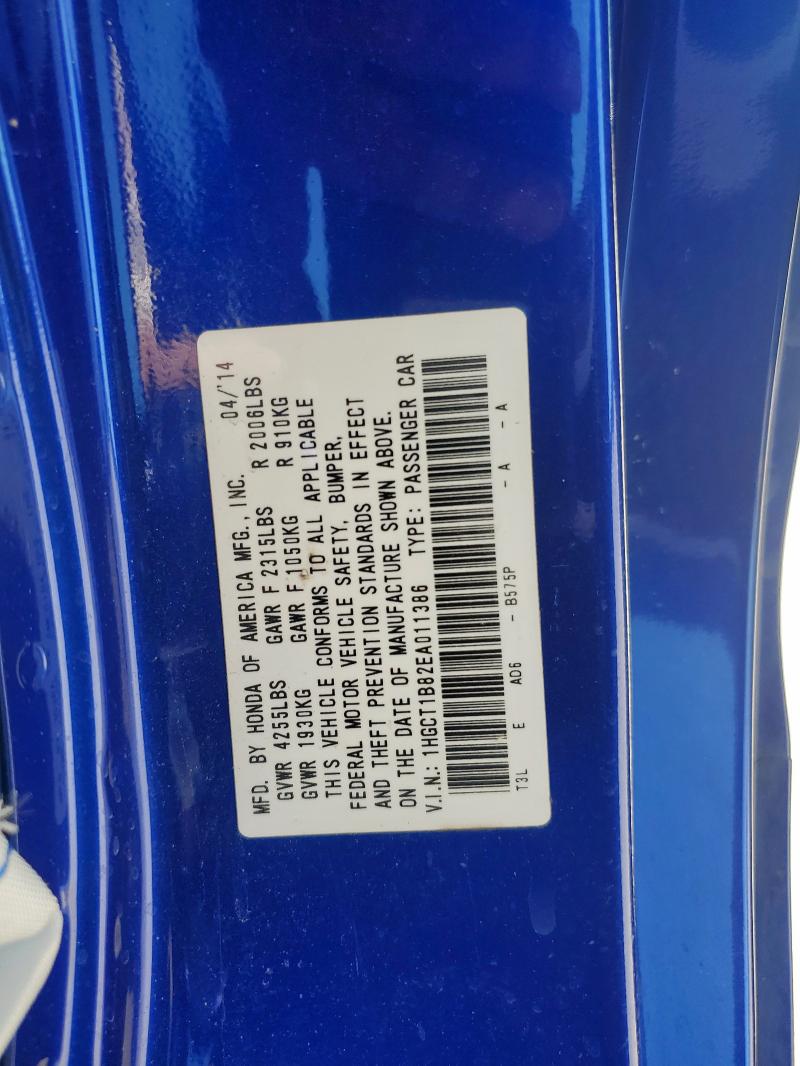 MFD. BY HONDA OF AMERICA MFG., INC. 04/'14
GVWR 4255LBS GAWR F 2315LBS R 2006LBS
GVWR 1930KG GAWR F 1050KG R 910KG
THIS VEHICLE CONFORMS TO ALL APPLICABLE
FEDERAL MOTOR VEHICLE SAFETY, BUMPER,
AND THEFT PREVENTION STANDARDS IN EFFECT
ON THE DATE OF MANUFACTURE SHOWN ABOVE.
V.I.N.: 1HGCT1B82EA011386 TYPE: PASSENGER CAR
T3L E AD6 - B575P - A - A